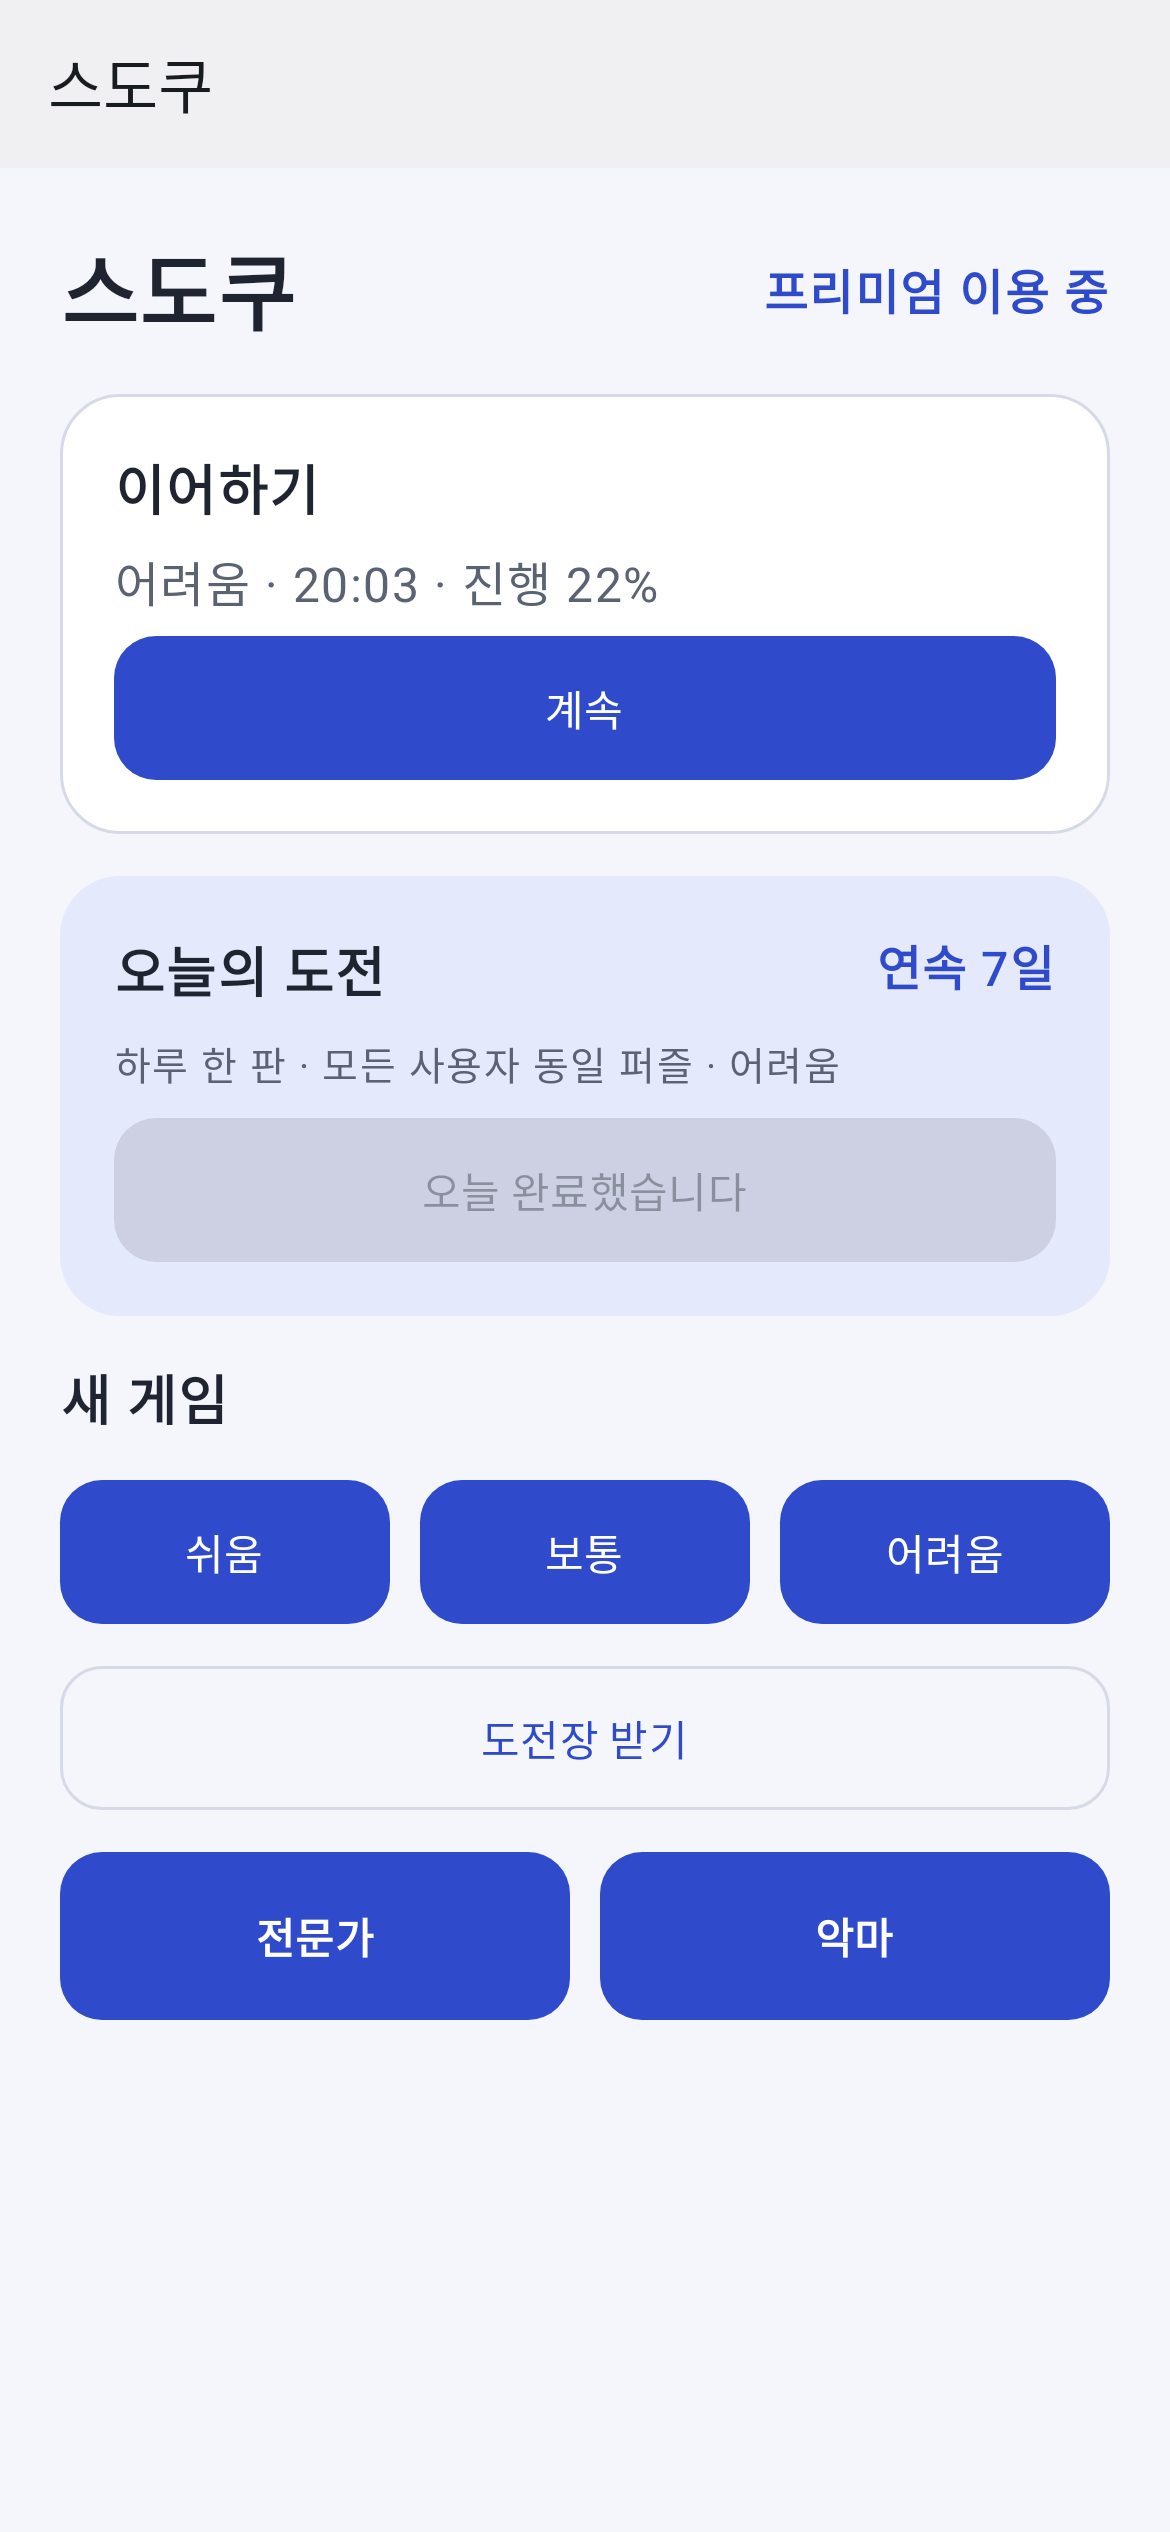 스도쿠
스도쿠
프리미엄 이용 중
이어하기
어려움 · 20:03 · 진행 22%
계속
오늘의 도전
연속 7일
하루 한 판 · 모든 사용자 동일 퍼즐 · 어려움
오늘 완료했습니다
새 게임
쉬움
보통
어려움
도전장 받기
전문가
악마